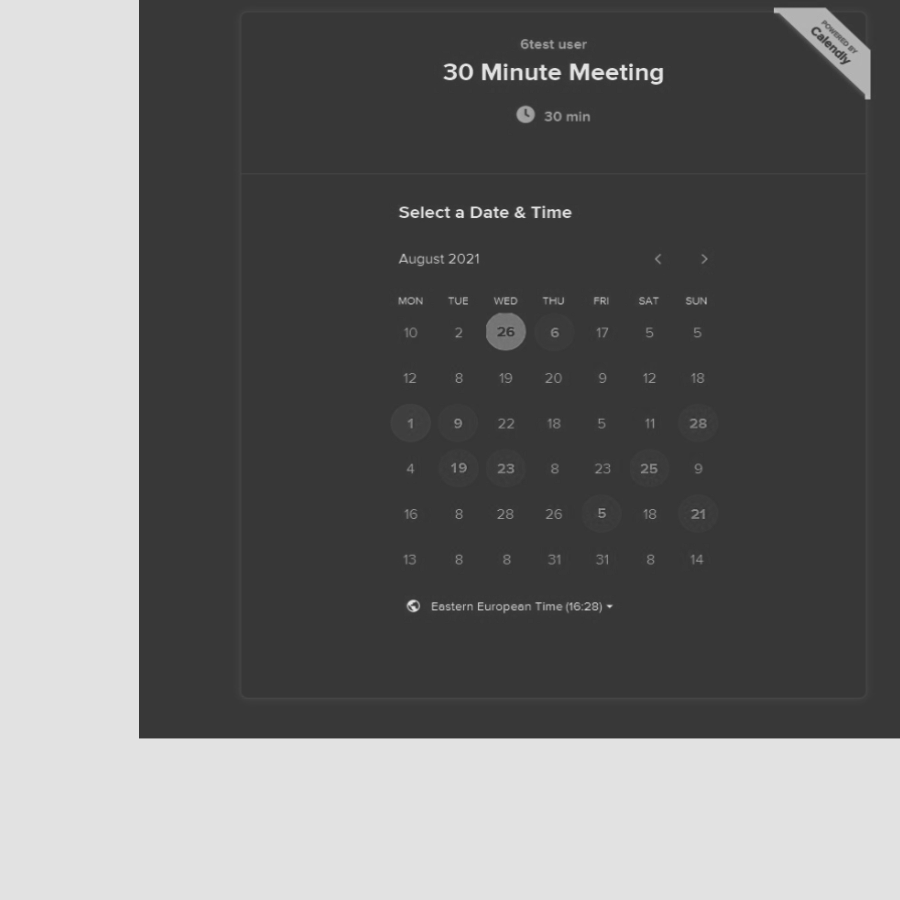 POWERED BY
Calendly
6test user
30 Minute Meeting
30 min
Select a Date & Time
August 2021
MON TUE WED THU FRI SAT SUN
10 2 26 6 17 5 5
12 8 19 20 9 12 18
1 9 22 18 5 11 28
4 19 23 8 23 25 9
16 8 28 26 5 18 21
13 8 8 31 31 8 14
Eastern European Time (16:28)